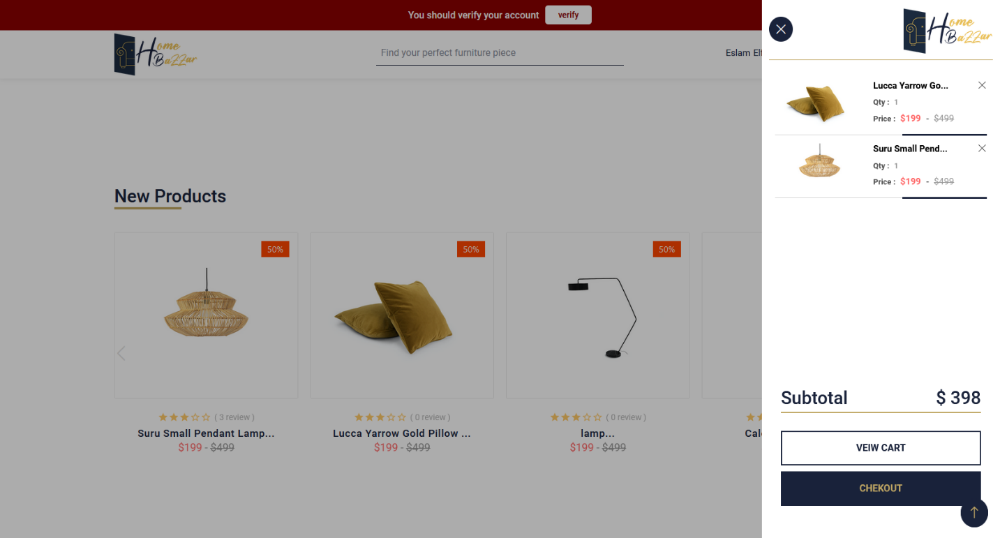 You should verify your account verify
Home
BaZZar
Find your perfect furniture piece
Eslam Elf
New Products
50%
50%
50%
( 3 review )
Suru Small Pendant Lamp...
$199 - $499
( 0 review )
Lucca Yarrow Gold Pillow ...
$199 - $499
( 0 review )
lamp...
$199 - $499
Cal
Home
BaZZar
Lucca Yarrow Go...
Qty : 1
Price : $199 - $499
Suru Small Pend...
Qty : 1
Price : $199 - $499
Subtotal $ 398
VEIW CART
CHEKOUT